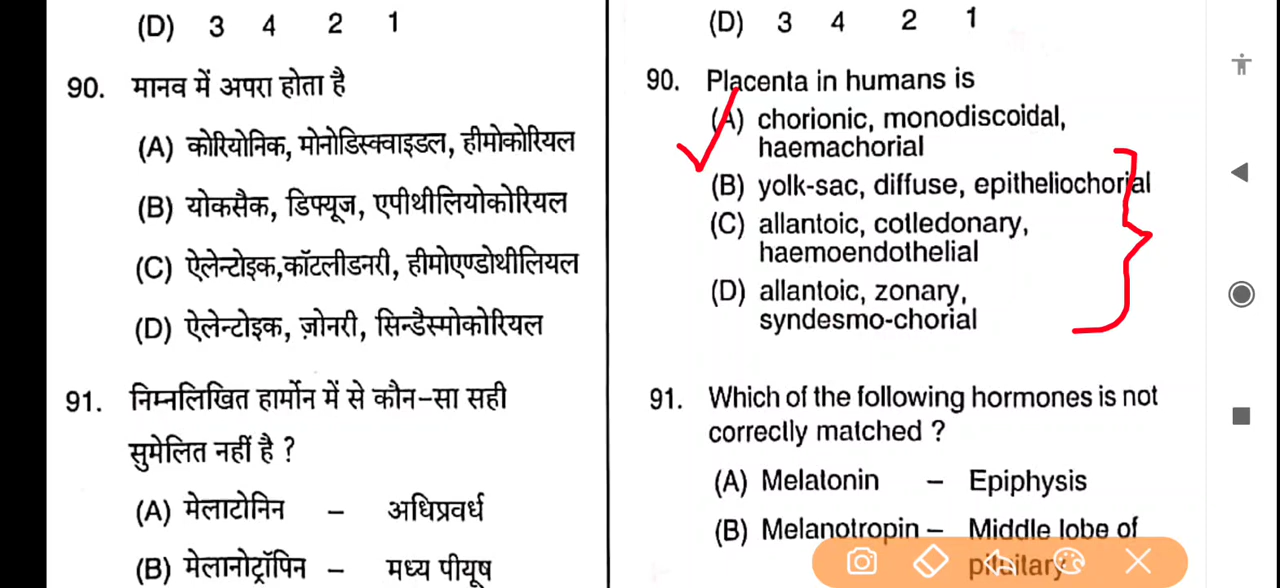 (D) 3 4 2 1
90. मानव में अपरा होता है
(A) कोरियोनिक, मोनोडिस्क्वाइडल, हीमोकोरियल
(B) योकसैक, डिफ्यूज, एपीथीलियोकोरियल
(C) ऐलेन्टोइक,कॉटलीडनरी, हीमोएण्डोथीलियल
(D) ऐलेन्टोइक, ज़ोनरी, सिन्डैस्मोकोरियल
91. निम्नलिखित हार्मोन में से कौन-सा सही
सुमेलित नहीं है ?
(A) मेलाटोनिन – अधिप्रवर्ध
(B) मेलानोट्रॉपिन – मध्य पीयूष
(D) 3 4 2 1
90. Placenta in humans is
(A) chorionic, monodiscoidal,
haemachorial
(B) yolk-sac, diffuse, epitheliochorial
(C) allantoic, cotledonary,
haemoendothelial
(D) allantoic, zonary,
syndesmo-chorial
91. Which of the following hormones is not
correctly matched ?
(A) Melatonin – Epiphysis
(B) Melanotropin – Middle lobe of
pituitary